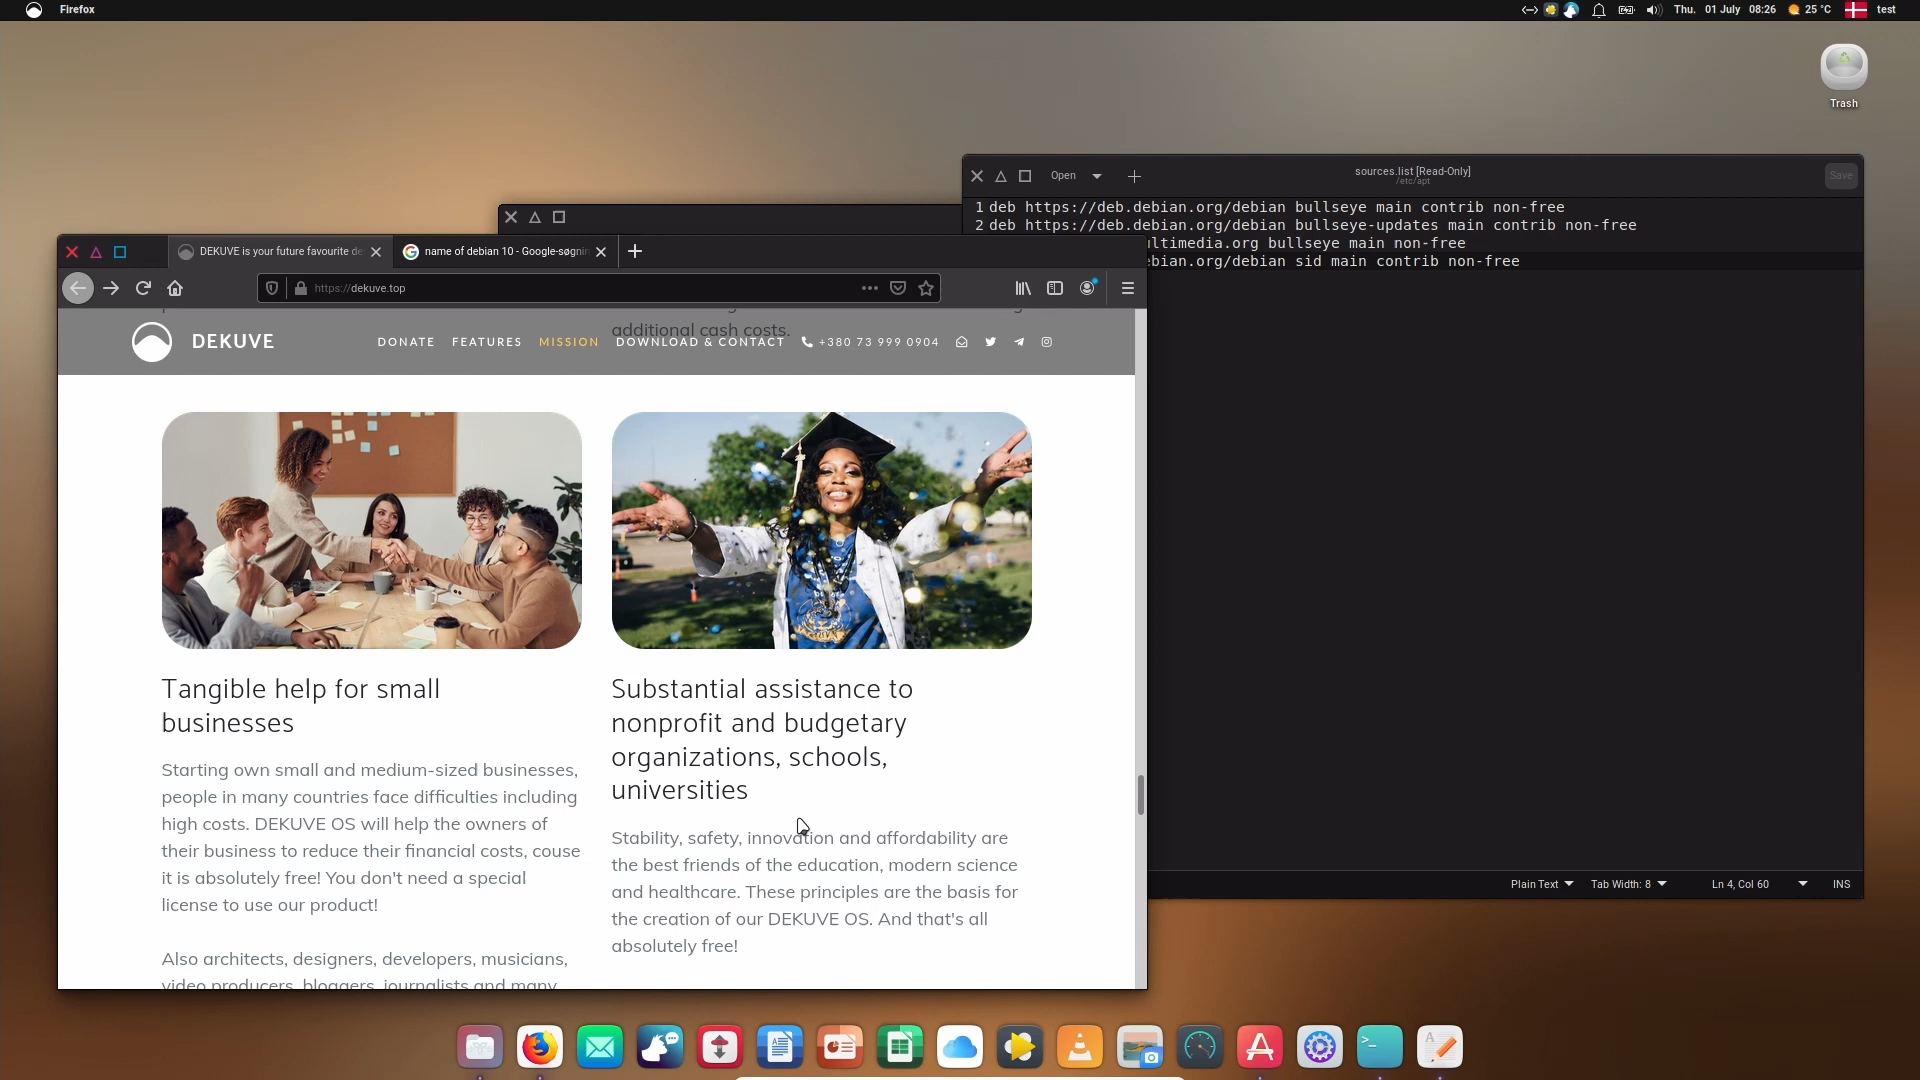 Firefox
Thu. 01 July 08:26 25 °C test
Trash
Open
sources.list [Read-Only]
/etc/apt
Save
1 deb https://deb.debian.org/debian bullseye main contrib non-free
2 deb https://deb.debian.org/debian bullseye-updates main contrib non-free
ultimedia.org bullseye main non-free
ebian.org/debian sid main contrib non-free
DEKUVE is your future favourite de
name of debian 10 - Google-søgnin
https://dekuve.top
additional cash costs.
DEKUVE
DONATE FEATURES MISSION DOWNLOAD & CONTACT +380 73 999 0904
Tangible help for small
businesses
Starting own small and medium-sized businesses,
people in many countries face difficulties including
high costs. DEKUVE OS will help the owners of
their business to reduce their financial costs, couse
it is absolutely free! You don't need a special
license to use our product!
Also architects, designers, developers, musicians,
video producers, bloggers, journalists and many
Substantial assistance to
nonprofit and budgetary
organizations, schools,
universities
Stability, safety, innovation and affordability are
the best friends of the education, modern science
and healthcare. These principles are the basis for
the creation of our DEKUVE OS. And that's all
absolutely free!
Plain Text Tab Width: 8 Ln 4, Col 60 INS